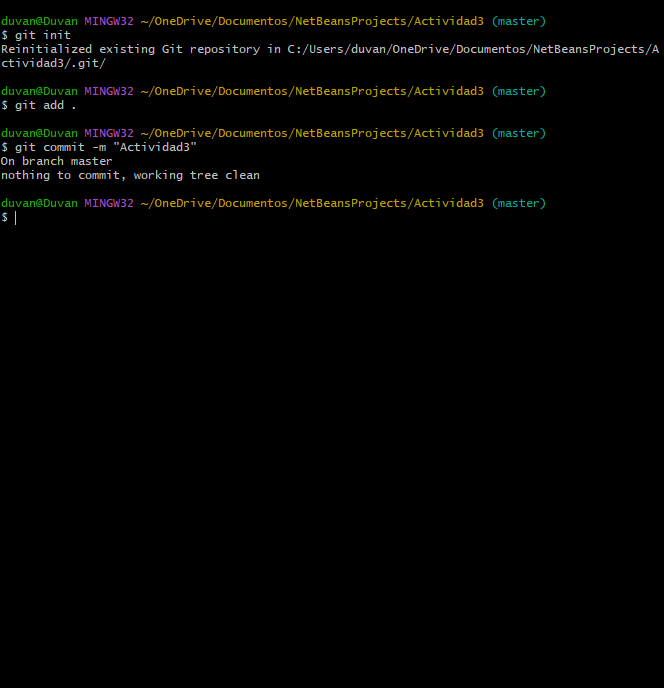 duvan@Duvan MINGW32 ~/OneDrive/Documentos/NetBeansProjects/Actividad3 (master)
$ git init
Reinitialized existing Git repository in C:/Users/duvan/OneDrive/Documentos/NetBeansProjects/A
ctividad3/.git/
duvan@Duvan MINGW32 ~/OneDrive/Documentos/NetBeansProjects/Actividad3 (master)
$ git add .
duvan@Duvan MINGW32 ~/OneDrive/Documentos/NetBeansProjects/Actividad3 (master)
$ git commit -m "Actividad3"
On branch master
nothing to commit, working tree clean
duvan@Duvan MINGW32 ~/OneDrive/Documentos/NetBeansProjects/Actividad3 (master)
$